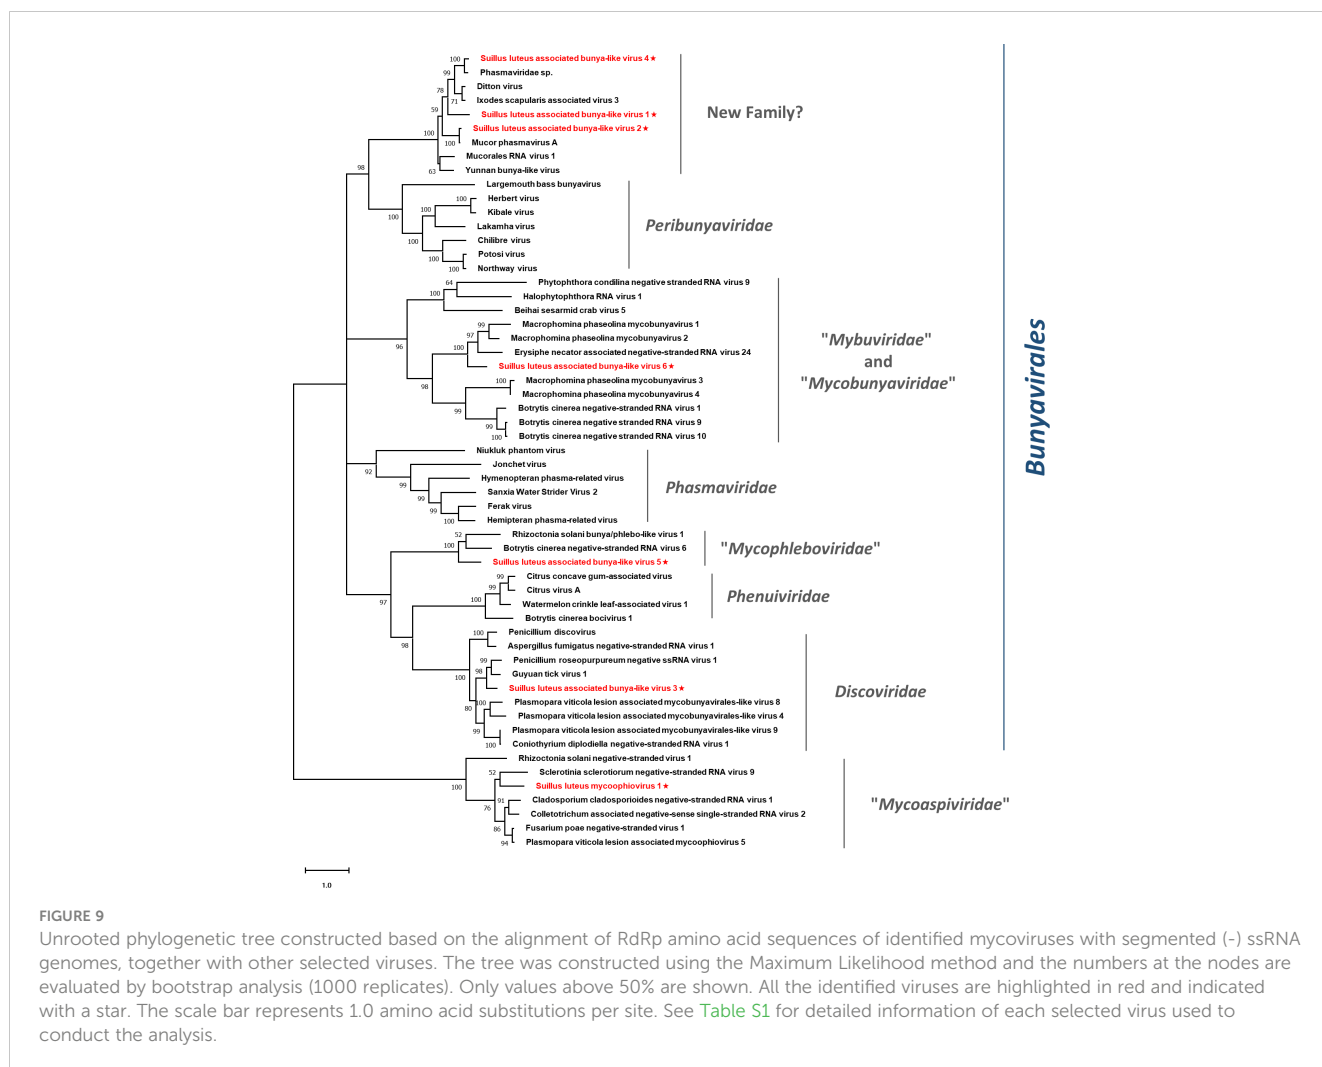 100
Suillus luteus associated bunya-like virus 4★
99
Phasmaviridae sp.
78
Ditton virus
71
Ixodes scapularis associated virus 3
59
Suillus luteus associated bunya-like virus 1★
New Family?
Suillus luteus associated bunya-like virus 2★
100
100
Mucor phasmavirus A
Mucorales RNA virus 1
98
63
Yunnan bunya-like virus
Largemouth bass bunyavirus
100
Herbert virus
100
Kibale virus
100
Lakamha virus
Peribunyaviridae
100
Chilibre virus
100
Potosi virus
100
Northway virus
64
Phytophthora condilina negative stranded RNA virus 9
100
Halophytophthora RNA virus 1
Beihai sesarmid crab virus 5
99
Macrophomina phaseolina mycobunyavirus 1
97
Macrophomina phaseolina mycobunyavirus 2
96
100
Erysiphe necator associated negative-stranded RNA virus 24
"Mybuviridae"
and
"Mycobunyaviridae"
Suillus luteus associated bunya-like virus 6★
98
100
Macrophomina phaseolina mycobunyavirus 3
Macrophomina phaseolina mycobunyavirus 4
99
Botrytis cinerea negative-stranded RNA virus 1
99
Botrytis cinerea negative stranded RNA virus 9
100
Botrytis cinerea negative stranded RNA virus 10
Bunyavirales
Niukluk phantom virus
92
Jonchet virus
99
Hymenopteran phasma-related virus
99
Sanxia Water Strider Virus 2
Phasmaviridae
99
Ferak virus
100
Hemipteran phasma-related virus
52
Rhizoctonia solani bunya/phlebo-like virus 1
100
Botrytis cinerea negative-stranded RNA virus 6
"Mycophleboviridae"
Suillus luteus associated bunya-like virus 5★
99
Citrus concave gum-associated virus
99
Citrus virus A
97
100
Watermelon crinkle leaf-associated virus 1
Phenuiviridae
Botrytis cinerea bocivirus 1
98
100
Penicillium discovirus
Aspergillus fumigatus negative-stranded RNA virus 1
99
Penicillium roseopurpureum negative ssRNA virus 1
100
98
Guyuan tick virus 1
Suillus luteus associated bunya-like virus 3★
Discoviridae
80
100
Plasmopara viticola lesion associated mycobunyavirales-like virus 8
Plasmopara viticola lesion associated mycobunyavirales-like virus 4
99
Plasmopara viticola lesion associated mycobunyavirales-like virus 9
100
Coniothyrium diplodiella negative-stranded RNA virus 1
Rhizoctonia solani negative-stranded virus 1
100
52
Sclerotinia sclerotiorum negative-stranded RNA virus 9
Suillus luteus mycoophiovirus 1★
76
91
Cladosporium cladosporioides negative-stranded RNA virus 1
"Mycoaspiviridae"
Colletotrichum associated negative-sense single-stranded RNA virus 2
86
Fusarium poae negative-stranded virus 1
94
Plasmopara viticola lesion associated mycoophiovirus 5
1.0
FIGURE 9
Unrooted phylogenetic tree constructed based on the alignment of RdRp amino acid sequences of identified mycoviruses with segmented (-) ssRNA
genomes, together with other selected viruses. The tree was constructed using the Maximum Likelihood method and the numbers at the nodes are
evaluated by bootstrap analysis (1000 replicates). Only values above 50% are shown. All the identified viruses are highlighted in red and indicated
with a star. The scale bar represents 1.0 amino acid substitutions per site. See Table S1 for detailed information of each selected virus used to
conduct the analysis.